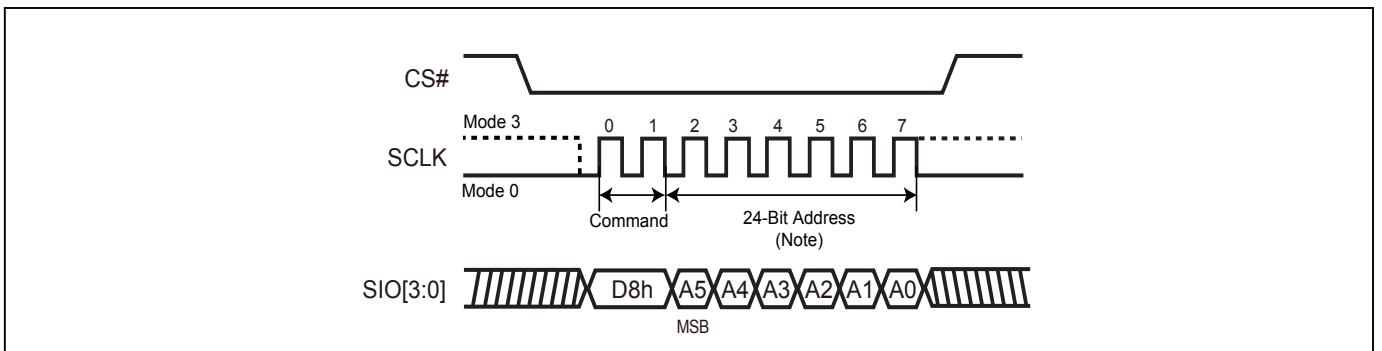 CS#
Mode 3
0 1 2 3 4 5 6 7
SCLK
Mode 0
Command
24-Bit Address
(Note)
SIO[3:0]
D8h A5 A4 A3 A2 A1 A0
MSB